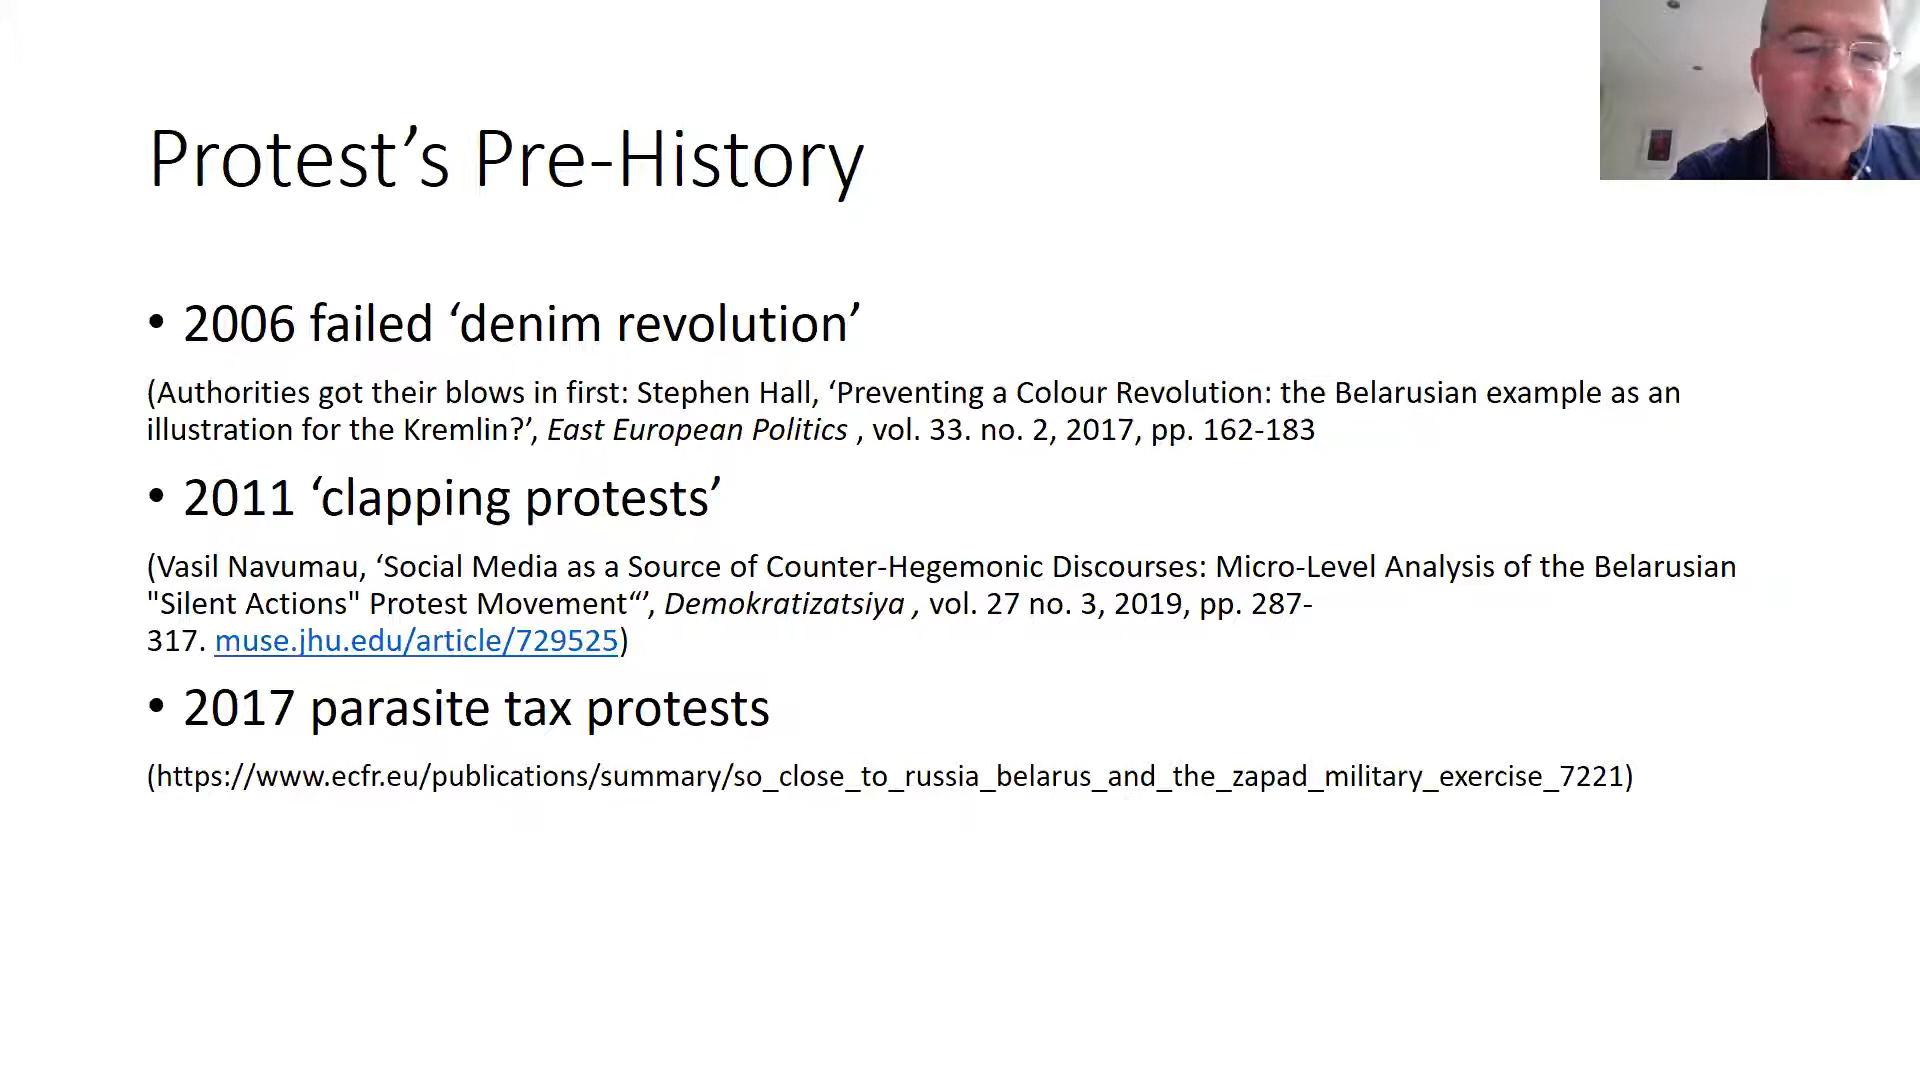 Protest’s Pre-History
• 2006 failed ‘denim revolution’
(Authorities got their blows in first: Stephen Hall, ‘Preventing a Colour Revolution: the Belarusian example as an
illustration for the Kremlin?’, East European Politics , vol. 33. no. 2, 2017, pp. 162-183
• 2011 ‘clapping protests’
(Vasil Navumau, ‘Social Media as a Source of Counter-Hegemonic Discourses: Micro-Level Analysis of the Belarusian
"Silent Actions" Protest Movement“’, Demokratizatsiya , vol. 27 no. 3, 2019, pp. 287-
317. muse.jhu.edu/article/729525)
• 2017 parasite tax protests
(https://www.ecfr.eu/publications/summary/so_close_to_russia_belarus_and_the_zapad_military_exercise_7221)